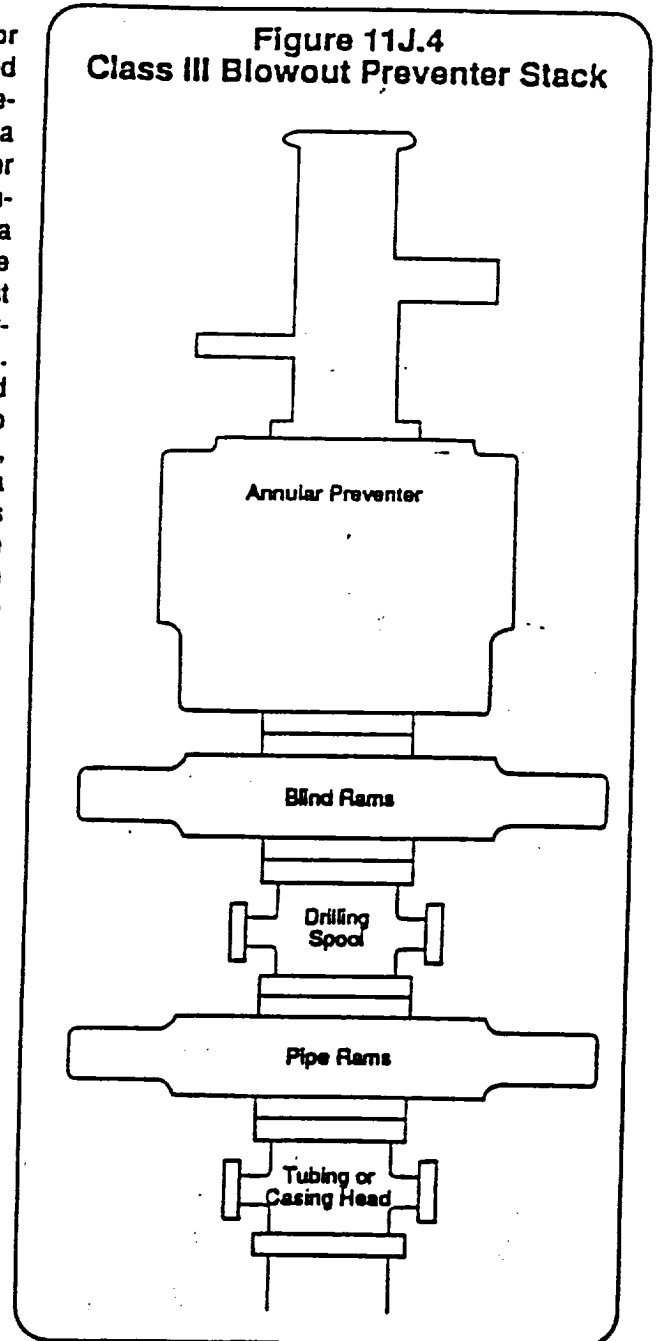 Figure 11J.4
Class III Blowout Preventer Stack
Annular Preventer
Blind Rams
Drilling
Spool
Pipe Rams
Tubing or
Casing Head